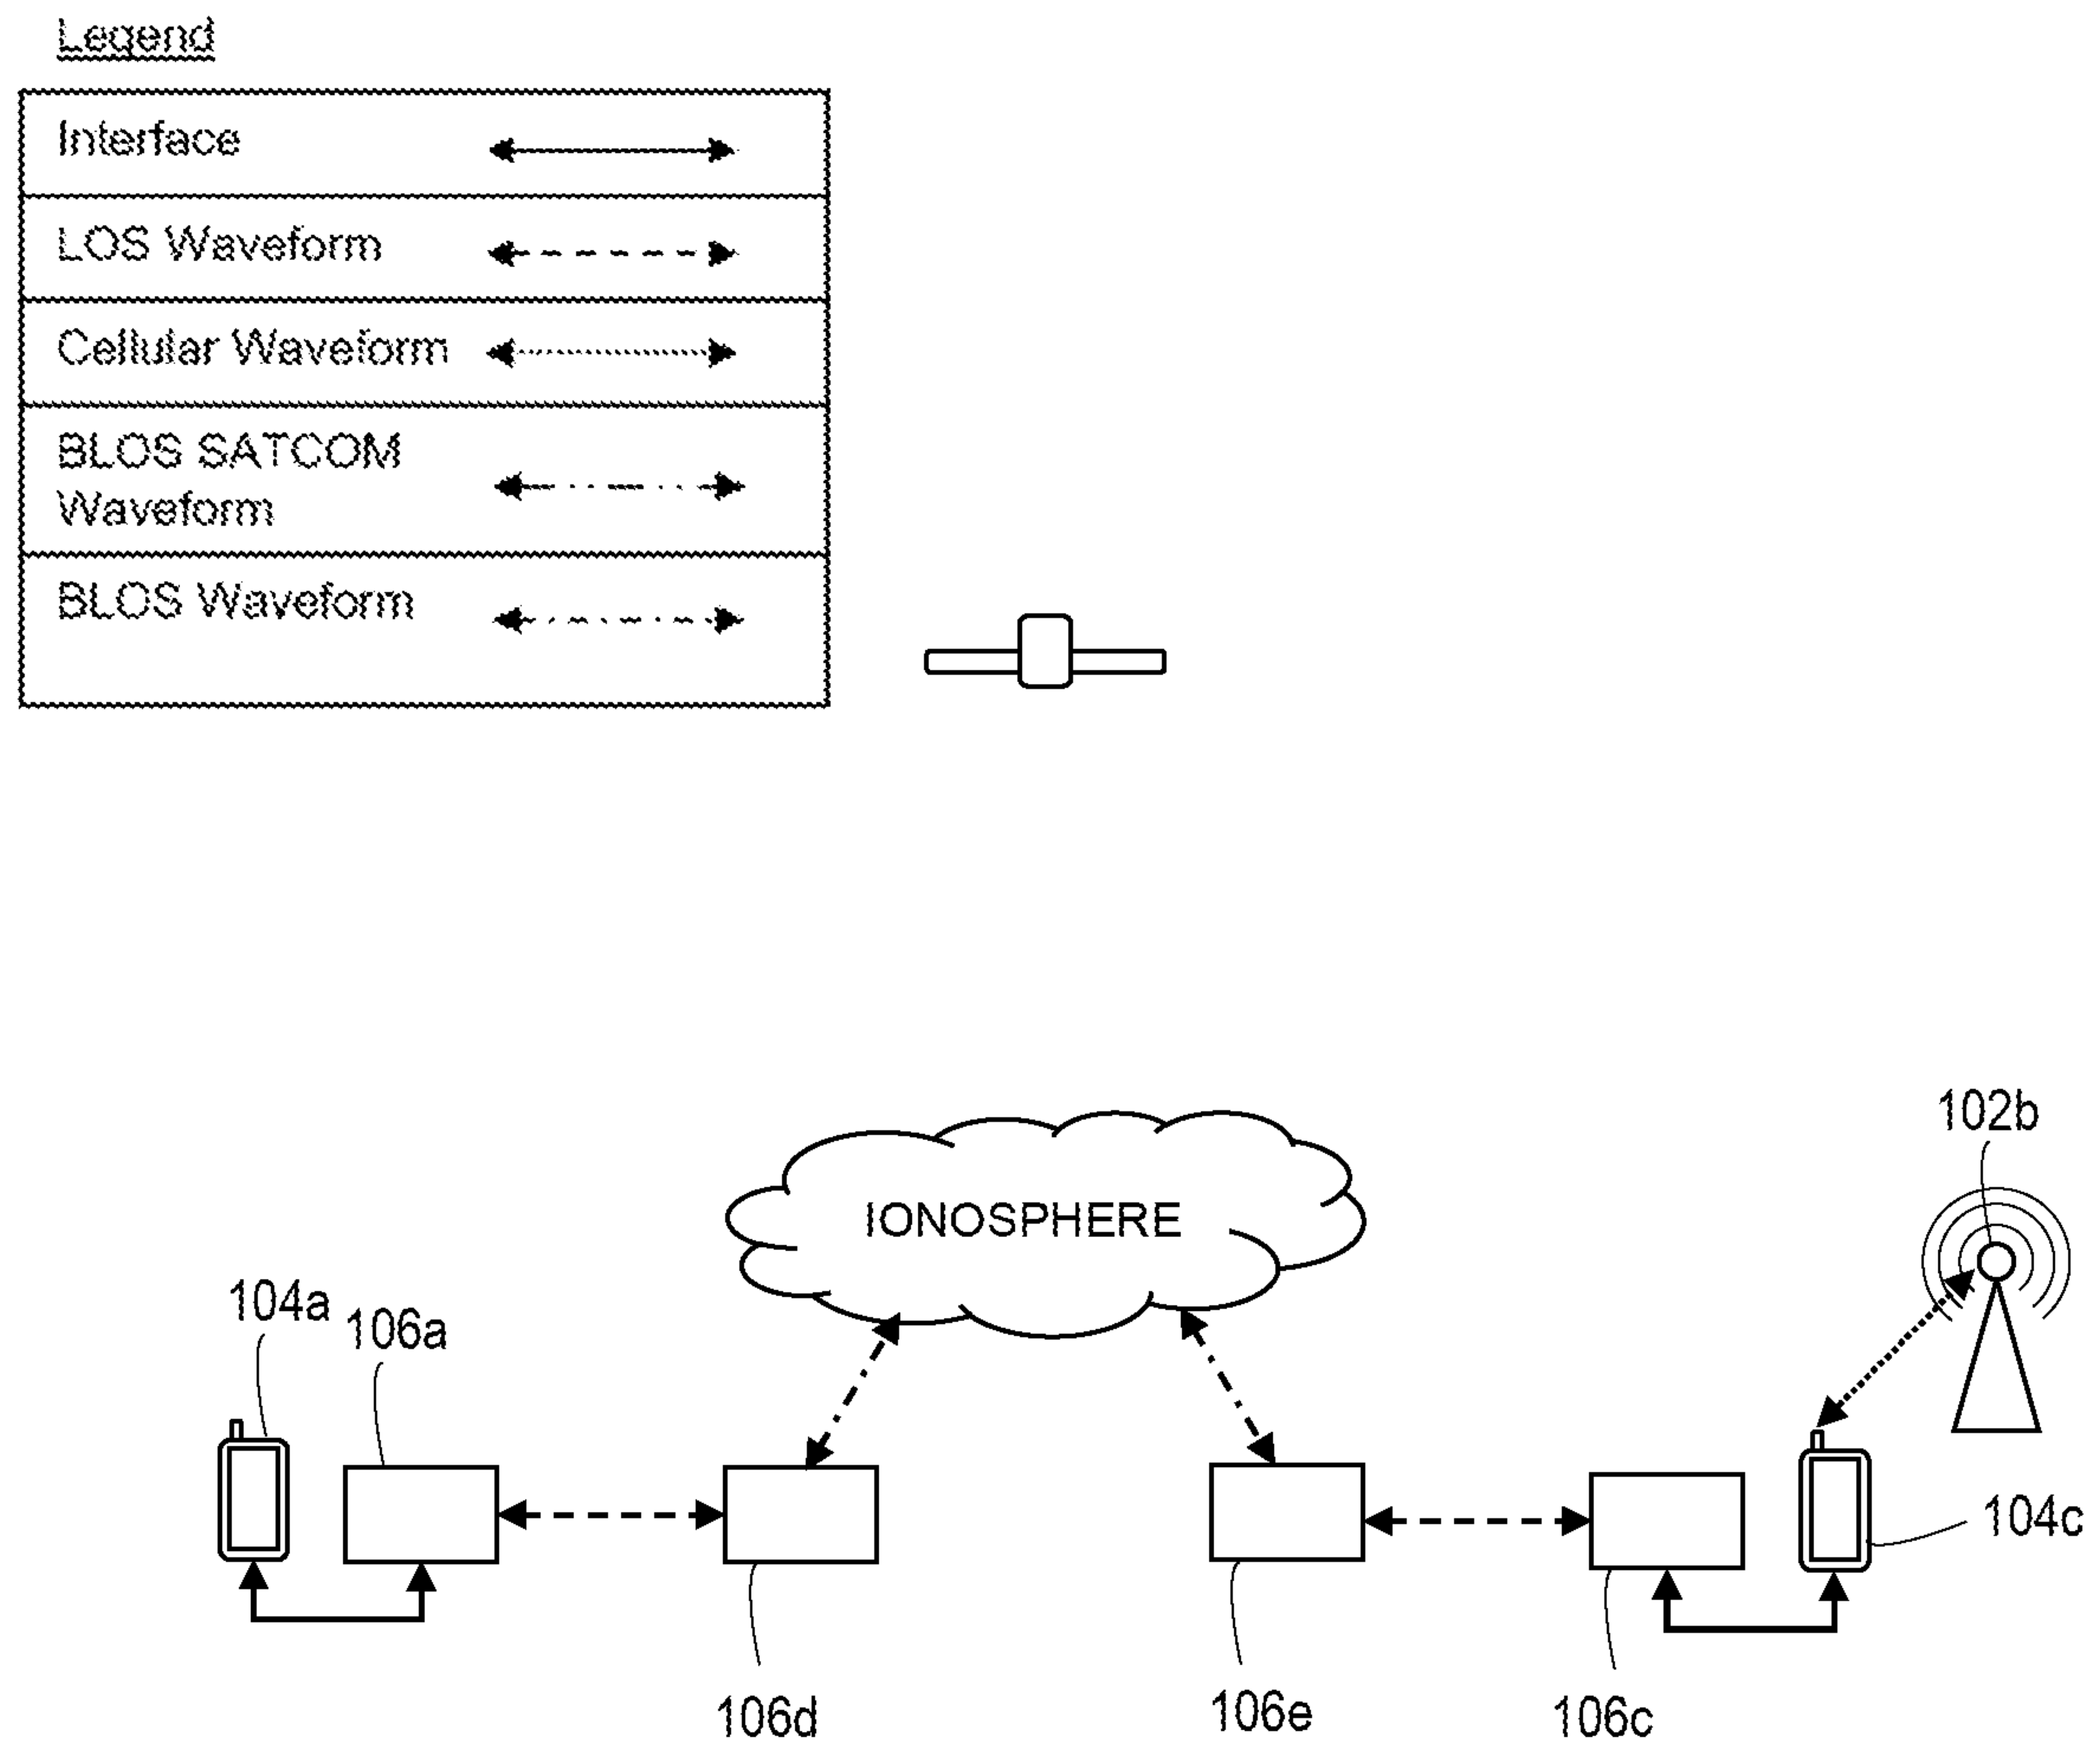 Legend
Interface
LOS Waveform
Cellular Waveform
BLOS SATCOM
Waveform
BLOS Waveform
102b
IONOSPHERE
104a
106a
104c
106d
106e
106c